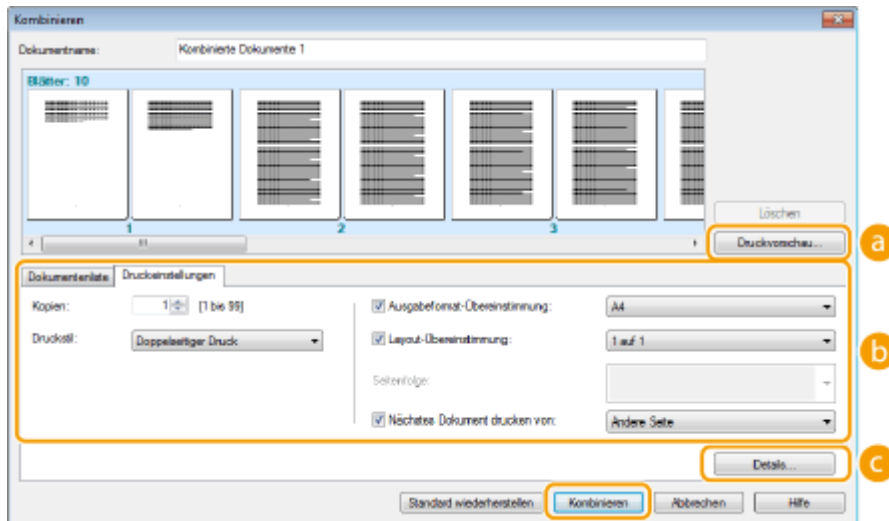 Kombinieren
Dokumentname: Kombinierte Dokumente 1
Blätter: 10
1 2 3
Löschen
Druckvorschau... a
Dokumentenliste Druckeinstellungen
Kopien: 1 [1 bis 99] Ausgabeformat-Übereinstimmung: A4
Druckstil: Doppelseitiger Druck Layout-Übereinstimmung: 1 auf 1
b
Seitenfolge:
Nächstes Dokument drucken von: Andere Seite
Details... c
Standard wiederherstellen Kombinieren Abbrechen Hilfe